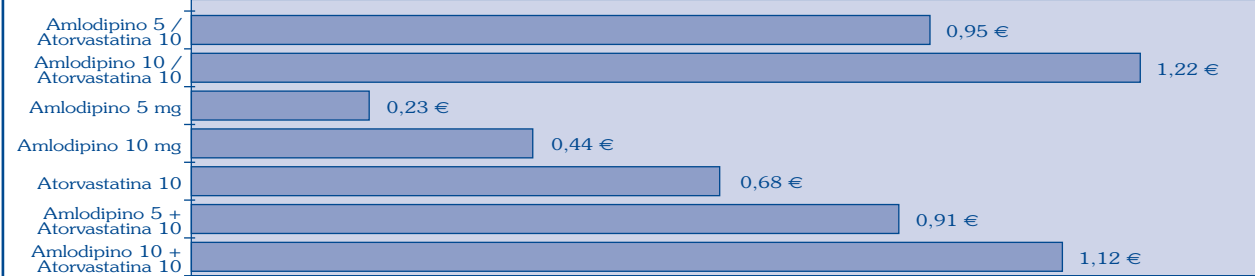 Amlodipino 5 /
Atorvastatina 10
0,95 €
Amlodipino 10 /
Atorvastatina 10
1,22 €
Amlodipino 5 mg
0,23 €
Amlodipino 10 mg
0,44 €
Atorvastatina 10
0,68 €
Amlodipino 5 +
Atorvastatina 10
0,91 €
Amlodipino 10 +
Atorvastatina 10
1,12 €